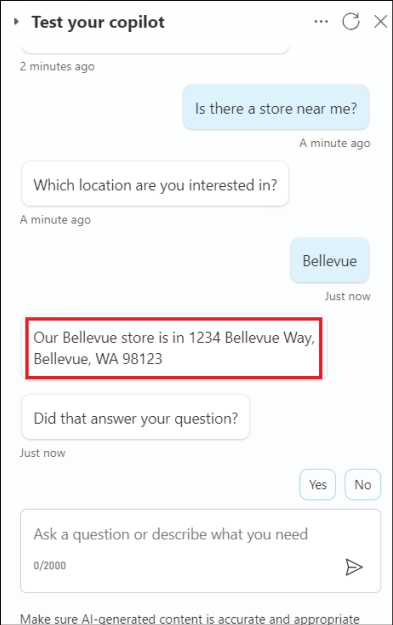 Test your copilot
2 minutes ago
Is there a store near me?
A minute ago
Which location are you interested in?
A minute ago
Bellevue
Just now
Our Bellevue store is in 1234 Bellevue Way,
Bellevue, WA 98123
Did that answer your question?
Just now
Yes No
Ask a question or describe what you need
0/2000
Make sure AI-generated content is accurate and appropriate